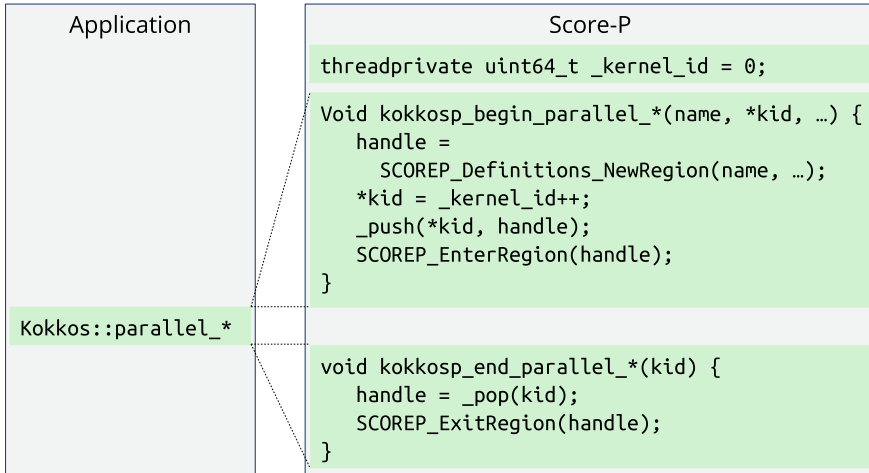 Application
Kokkos::parallel_*
Score-P
threadprivate uint64_t _kernel_id = 0;
Void kokkosp_begin_parallel_*(name, *kid, …) {
handle =
SCOREP_Definitions_NewRegion(name, …);
*kid = _kernel_id++;
_push(*kid, handle);
SCOREP_EnterRegion(handle);
}
void kokkosp_end_parallel_*(kid) {
handle = _pop(kid);
SCOREP_ExitRegion(handle);
}